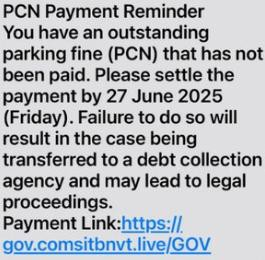 PCN Payment Reminder
You have an outstanding
parking fine (PCN) that has not
been paid. Please settle the
payment by 27 June 2025
(Friday). Failure to do so will
result in the case being
transferred to a debt collection
agency and may lead to legal
proceedings.
Payment Link:https://
gov.comsitbnvt.live/GOV